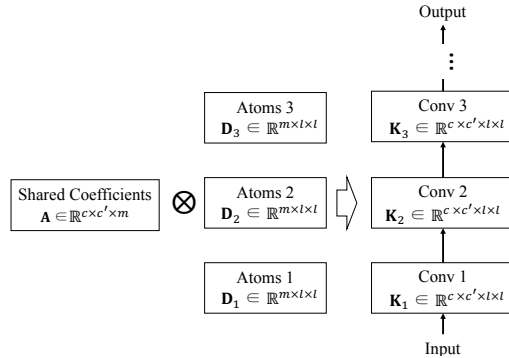 Output
⋮
Atoms 3
𝐃₃ ∈ ℝ^{m×l×l}
Conv 3
𝐊₃ ∈ ℝ^{c×c′×l×l}
Shared Coefficients
𝐀 ∈ ℝ^{c×c′×m}
⊗
Atoms 2
𝐃₂ ∈ ℝ^{m×l×l}
Conv 2
𝐊₂ ∈ ℝ^{c×c′×l×l}
Atoms 1
𝐃₁ ∈ ℝ^{m×l×l}
Conv 1
𝐊₁ ∈ ℝ^{c×c′×l×l}
Input